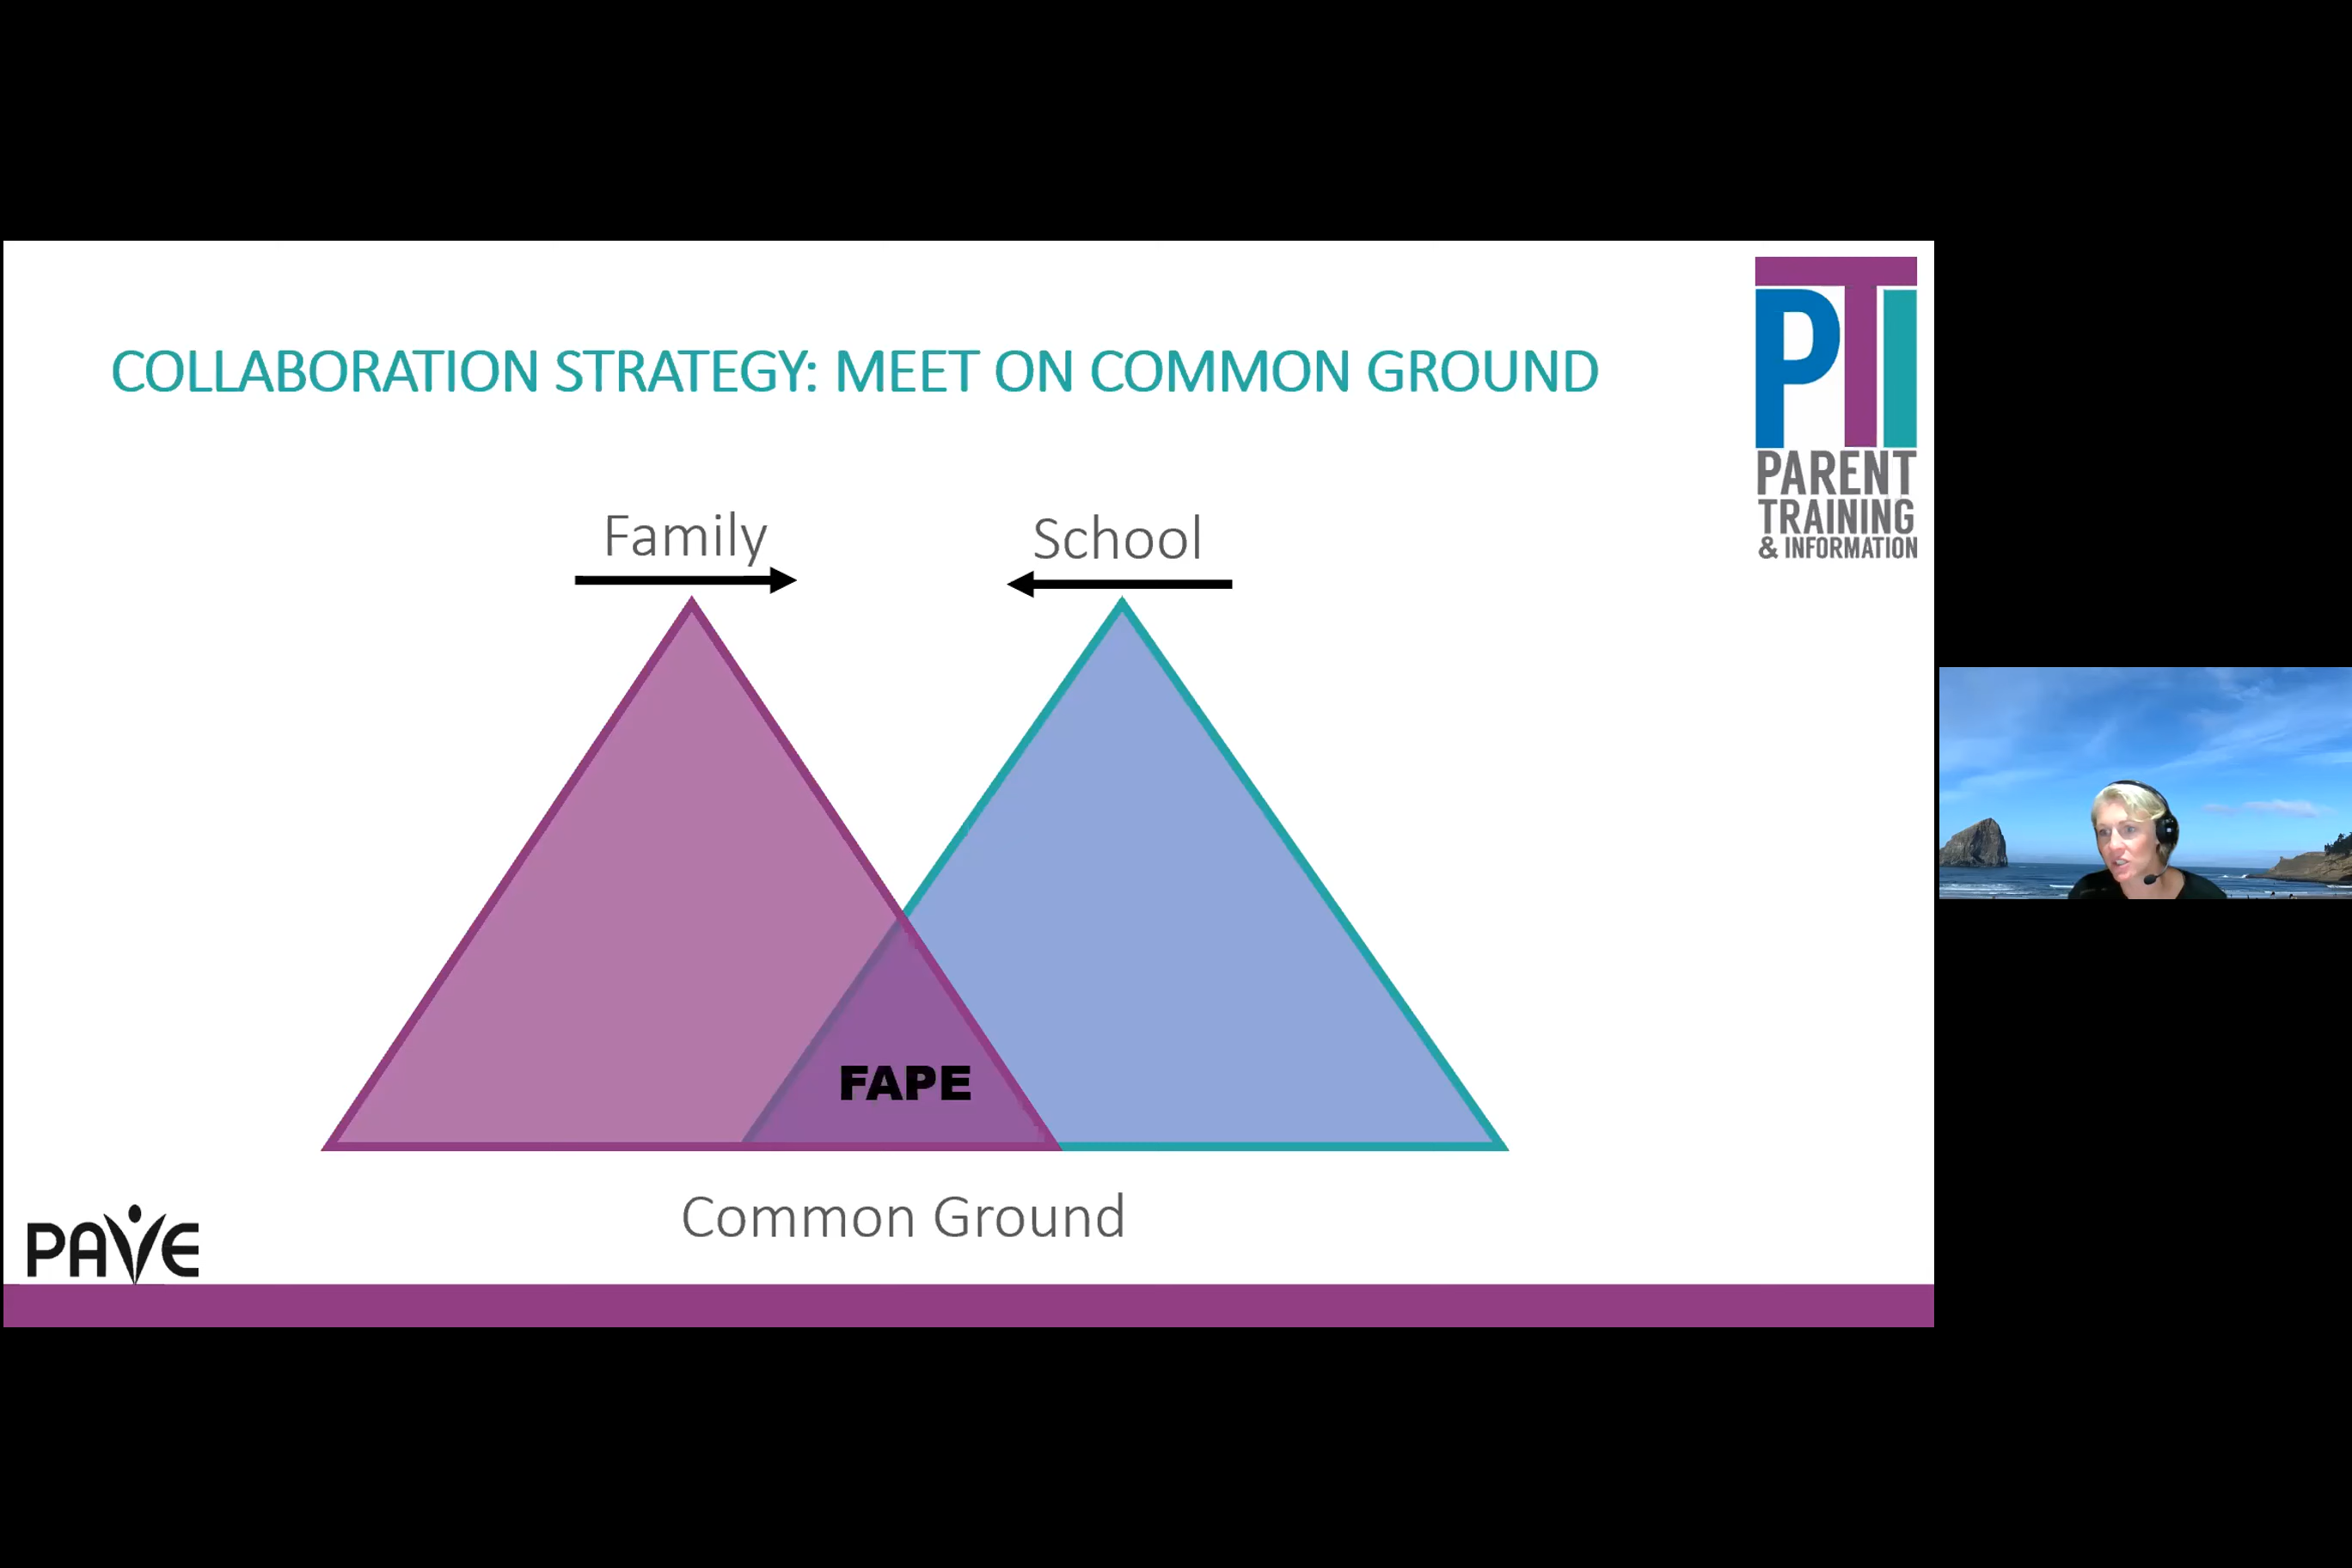 COLLABORATION STRATEGY: MEET ON COMMON GROUND
PTI
PARENT
TRAINING
& INFORMATION
Family
School
FAPE
Common Ground
PAVE